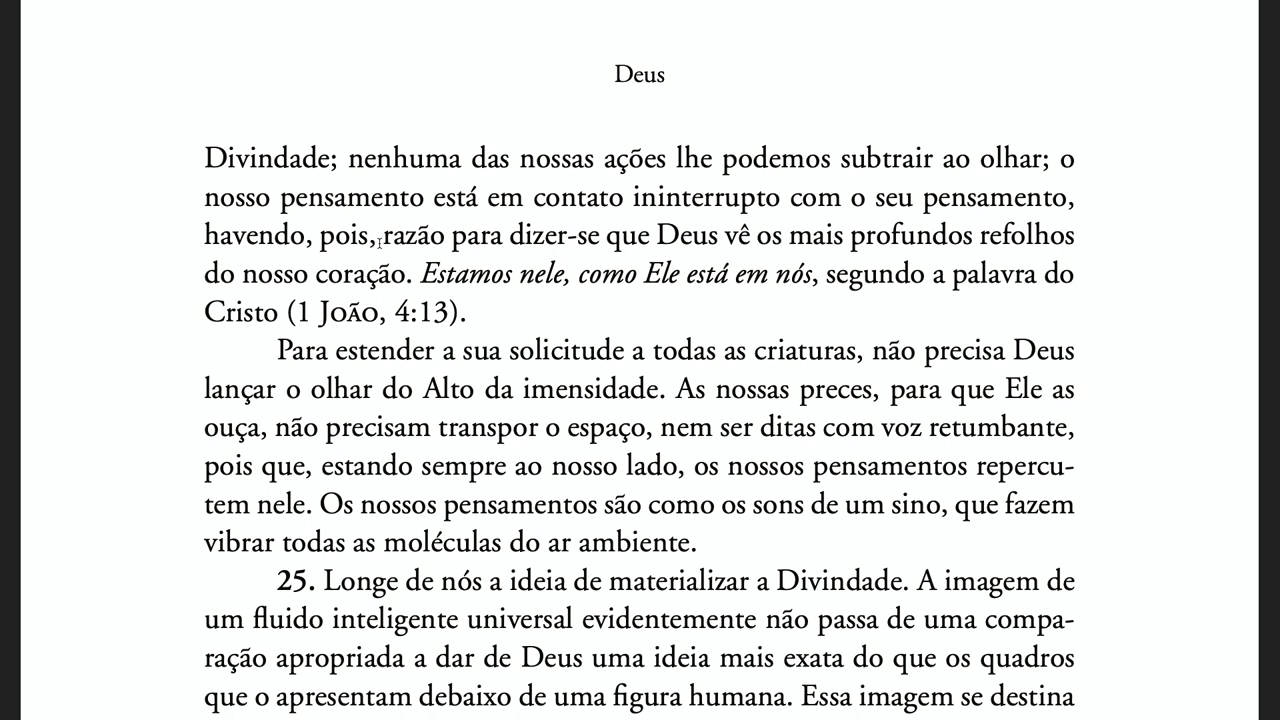 Deus
Divindade; nenhuma das nossas ações lhe podemos subtrair ao olhar; o
nosso pensamento está em contato ininterrupto com o seu pensamento,
havendo, pois, razão para dizer-se que Deus vê os mais profundos refolhos
do nosso coração. Estamos nele, como Ele está em nós, segundo a palavra do
Cristo (1 João, 4:13).
Para estender a sua solicitude a todas as criaturas, não precisa Deus
lançar o olhar do Alto da imensidade. As nossas preces, para que Ele as
ouça, não precisam transpor o espaço, nem ser ditas com voz retumbante,
pois que, estando sempre ao nosso lado, os nossos pensamentos repercu-
tem nele. Os nossos pensamentos são como os sons de um sino, que fazem
vibrar todas as moléculas do ar ambiente.
25. Longe de nós a ideia de materializar a Divindade. A imagem de
um fluido inteligente universal evidentemente não passa de uma compa-
ração apropriada a dar de Deus uma ideia mais exata do que os quadros
que o apresentam debaixo de uma figura humana. Essa imagem se destina